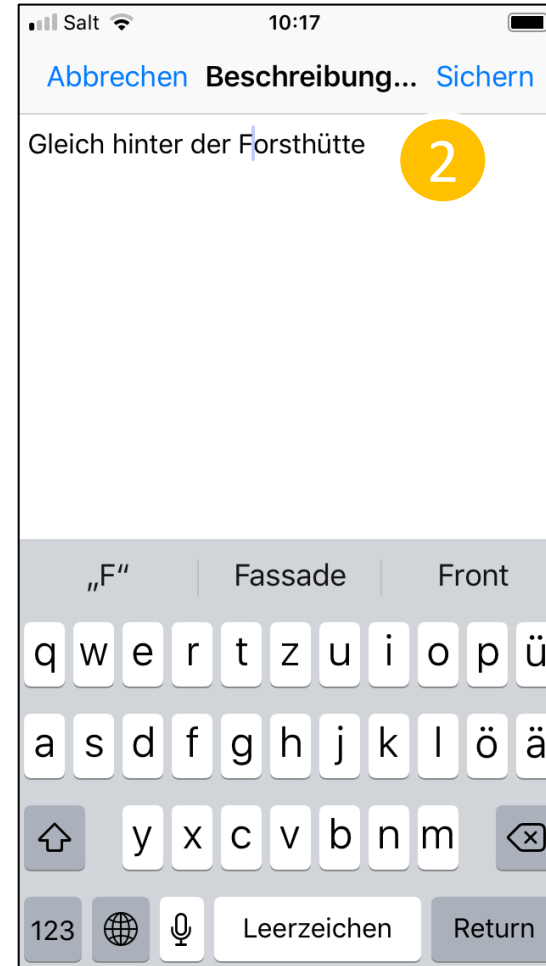 Salt 10:17
Abbrechen Beschreibung... Sichern
Gleich hinter der Forsthütte
2
„F“ Fassade Front
q w e r t z u i o p ü
a s d f g h j k l ö ä
y x c v b n m
123 Leerzeichen Return